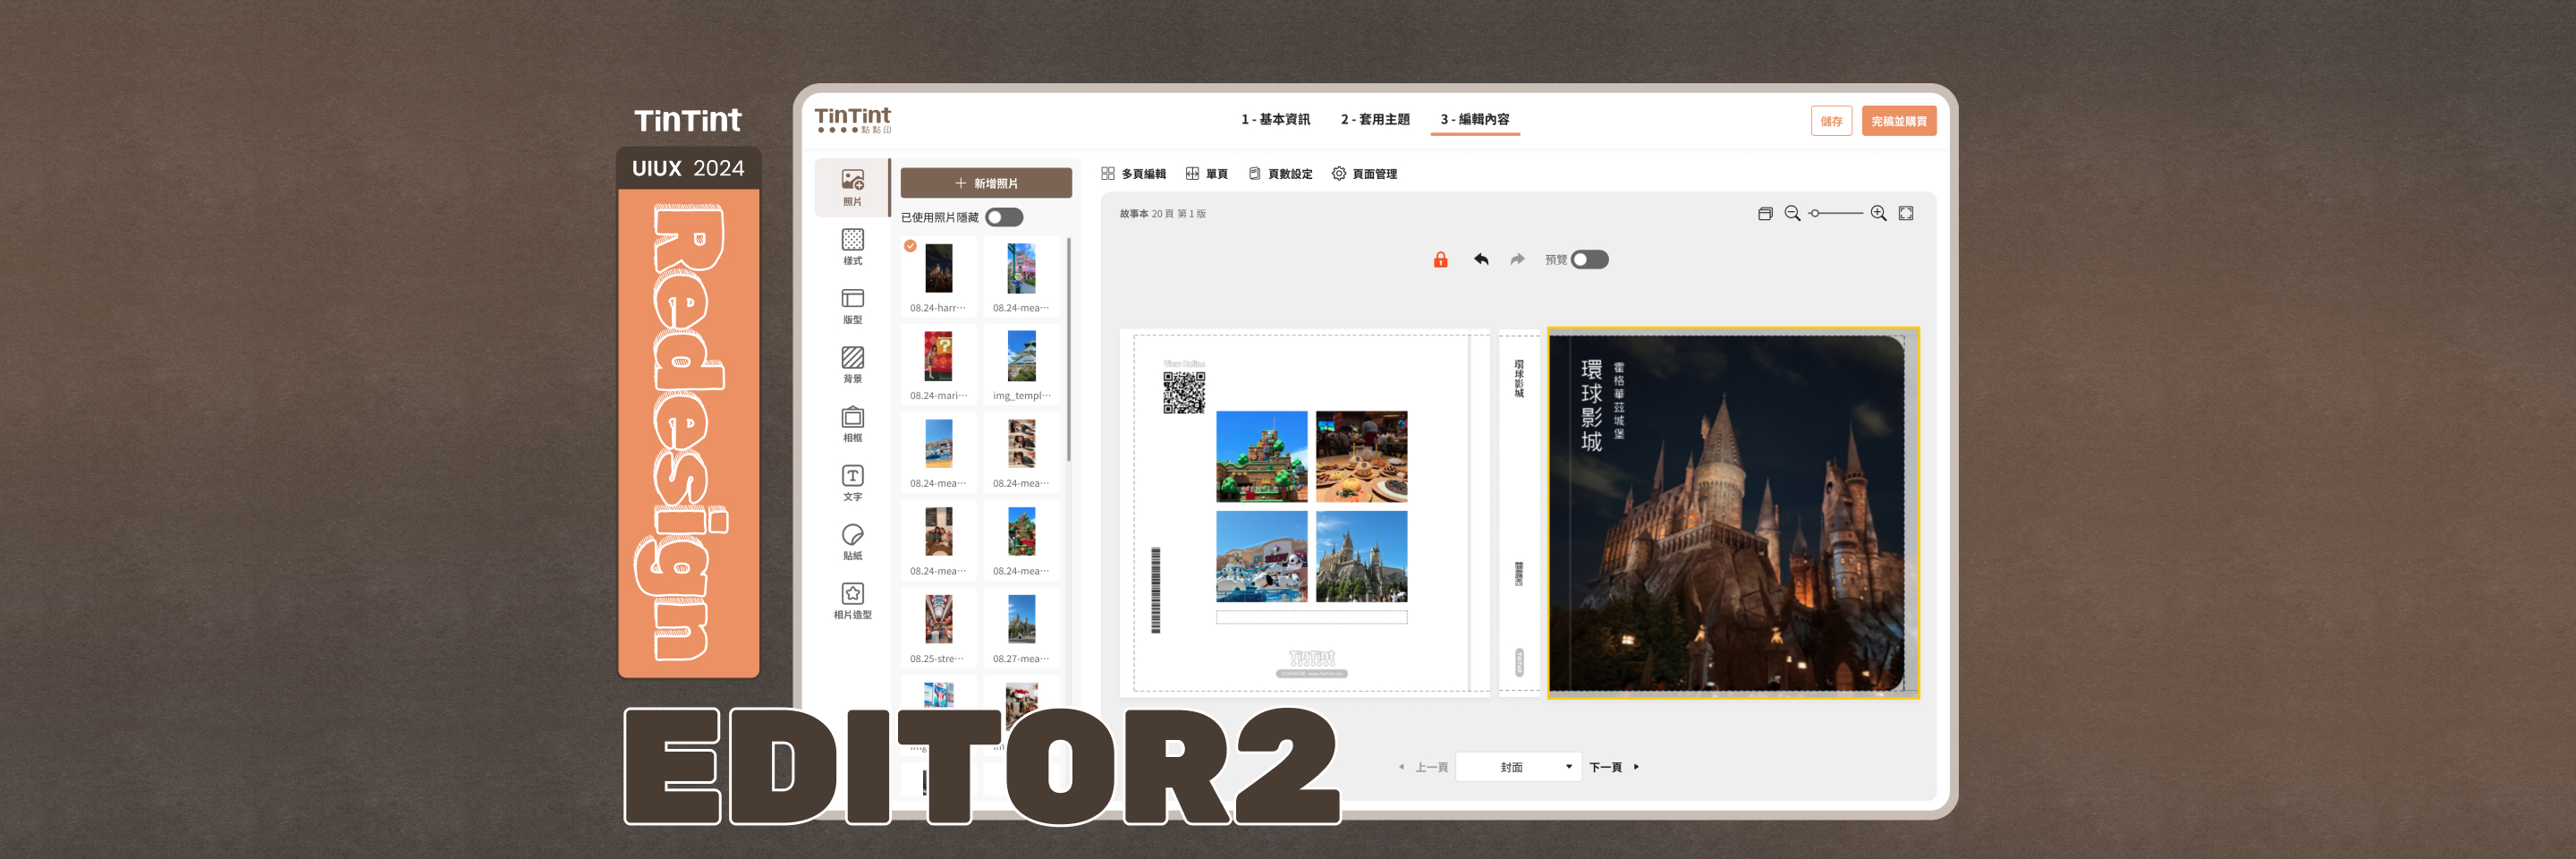 TinTint
UIUX 2024
Redesign
EDITOR2
TinTint
點點印
1 - 基本資訊
2 - 套用主題
3 - 編輯內容
儲存
完稿並購買
照片
樣式
版型
背景
相框
文字
貼紙
相片造型
新增照片
已使用照片隱藏
08.24-harr···
08.24-mea···
08.24-mari···
img_templ···
08.24-mea···
08.24-mea···
08.24-mea···
08.24-mea···
08.25-stre···
08.27-mea···
多頁編輯
單頁
頁數設定
頁面管理
故事本 20 頁 第 1 版
預覽
View Online
TinTint
環球影城
環球影城
霍格華茲城堡
上一頁
封面
下一頁